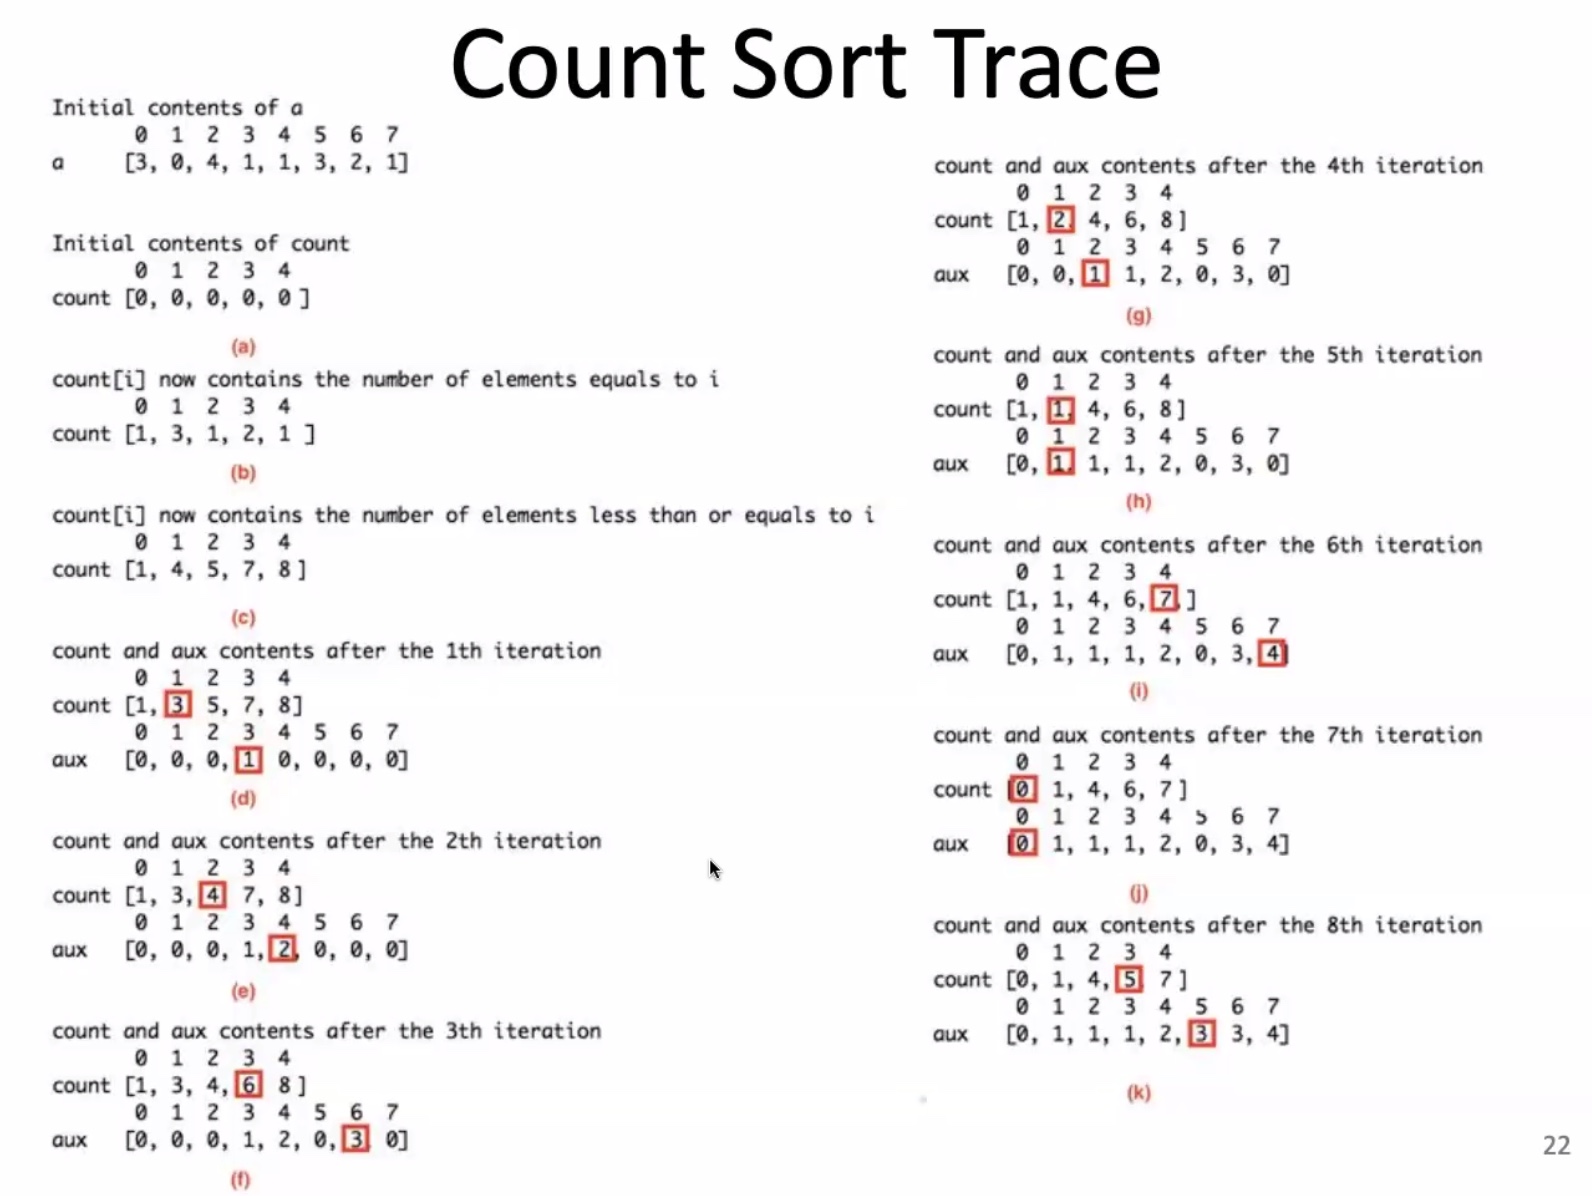 Count Sort Trace
Initial contents of a
0 1 2 3 4 5 6 7
a [3, 0, 4, 1, 1, 3, 2, 1]
Initial contents of count
0 1 2 3 4
count [0, 0, 0, 0, 0 ]
(a)
count[i] now contains the number of elements equals to i
0 1 2 3 4
count [1, 3, 1, 2, 1 ]
(b)
count[i] now contains the number of elements less than or equals to i
0 1 2 3 4
count [1, 4, 5, 7, 8 ]
(c)
count and aux contents after the 1th iteration
0 1 2 3 4
count [1, 3 5, 7, 8]
0 1 2 3 4 5 6 7
aux [0, 0, 0, 1 0, 0, 0, 0]
(d)
count and aux contents after the 2th iteration
0 1 2 3 4
count [1, 3, 4 7, 8]
0 1 2 3 4 5 6 7
aux [0, 0, 0, 1, 2, 0, 0, 0]
(e)
count and aux contents after the 3th iteration
0 1 2 3 4
count [1, 3, 4, 6 8 ]
0 1 2 3 4 5 6 7
aux [0, 0, 0, 1, 2, 0, 3 0]
(f)
count and aux contents after the 4th iteration
0 1 2 3 4
count [1, 2, 4, 6, 8 ]
0 1 2 3 4 5 6 7
aux [0, 0, 1 1, 2, 0, 3, 0]
(g)
count and aux contents after the 5th iteration
0 1 2 3 4
count [1, 1, 4, 6, 8 ]
0 1 2 3 4 5 6 7
aux [0, 1, 1, 1, 2, 0, 3, 0]
(h)
count and aux contents after the 6th iteration
0 1 2 3 4
count [1, 1, 4, 6, 7, ]
0 1 2 3 4 5 6 7
aux [0, 1, 1, 1, 2, 0, 3, 4]
(i)
count and aux contents after the 7th iteration
0 1 2 3 4
count [0 1, 4, 6, 7 ]
0 1 2 3 4 5 6 7
aux [0 1, 1, 1, 2, 0, 3, 4]
(j)
count and aux contents after the 8th iteration
0 1 2 3 4
count [0, 1, 4, 5 7 ]
0 1 2 3 4 5 6 7
aux [0, 1, 1, 1, 2, 3 3, 4]
(k)
22